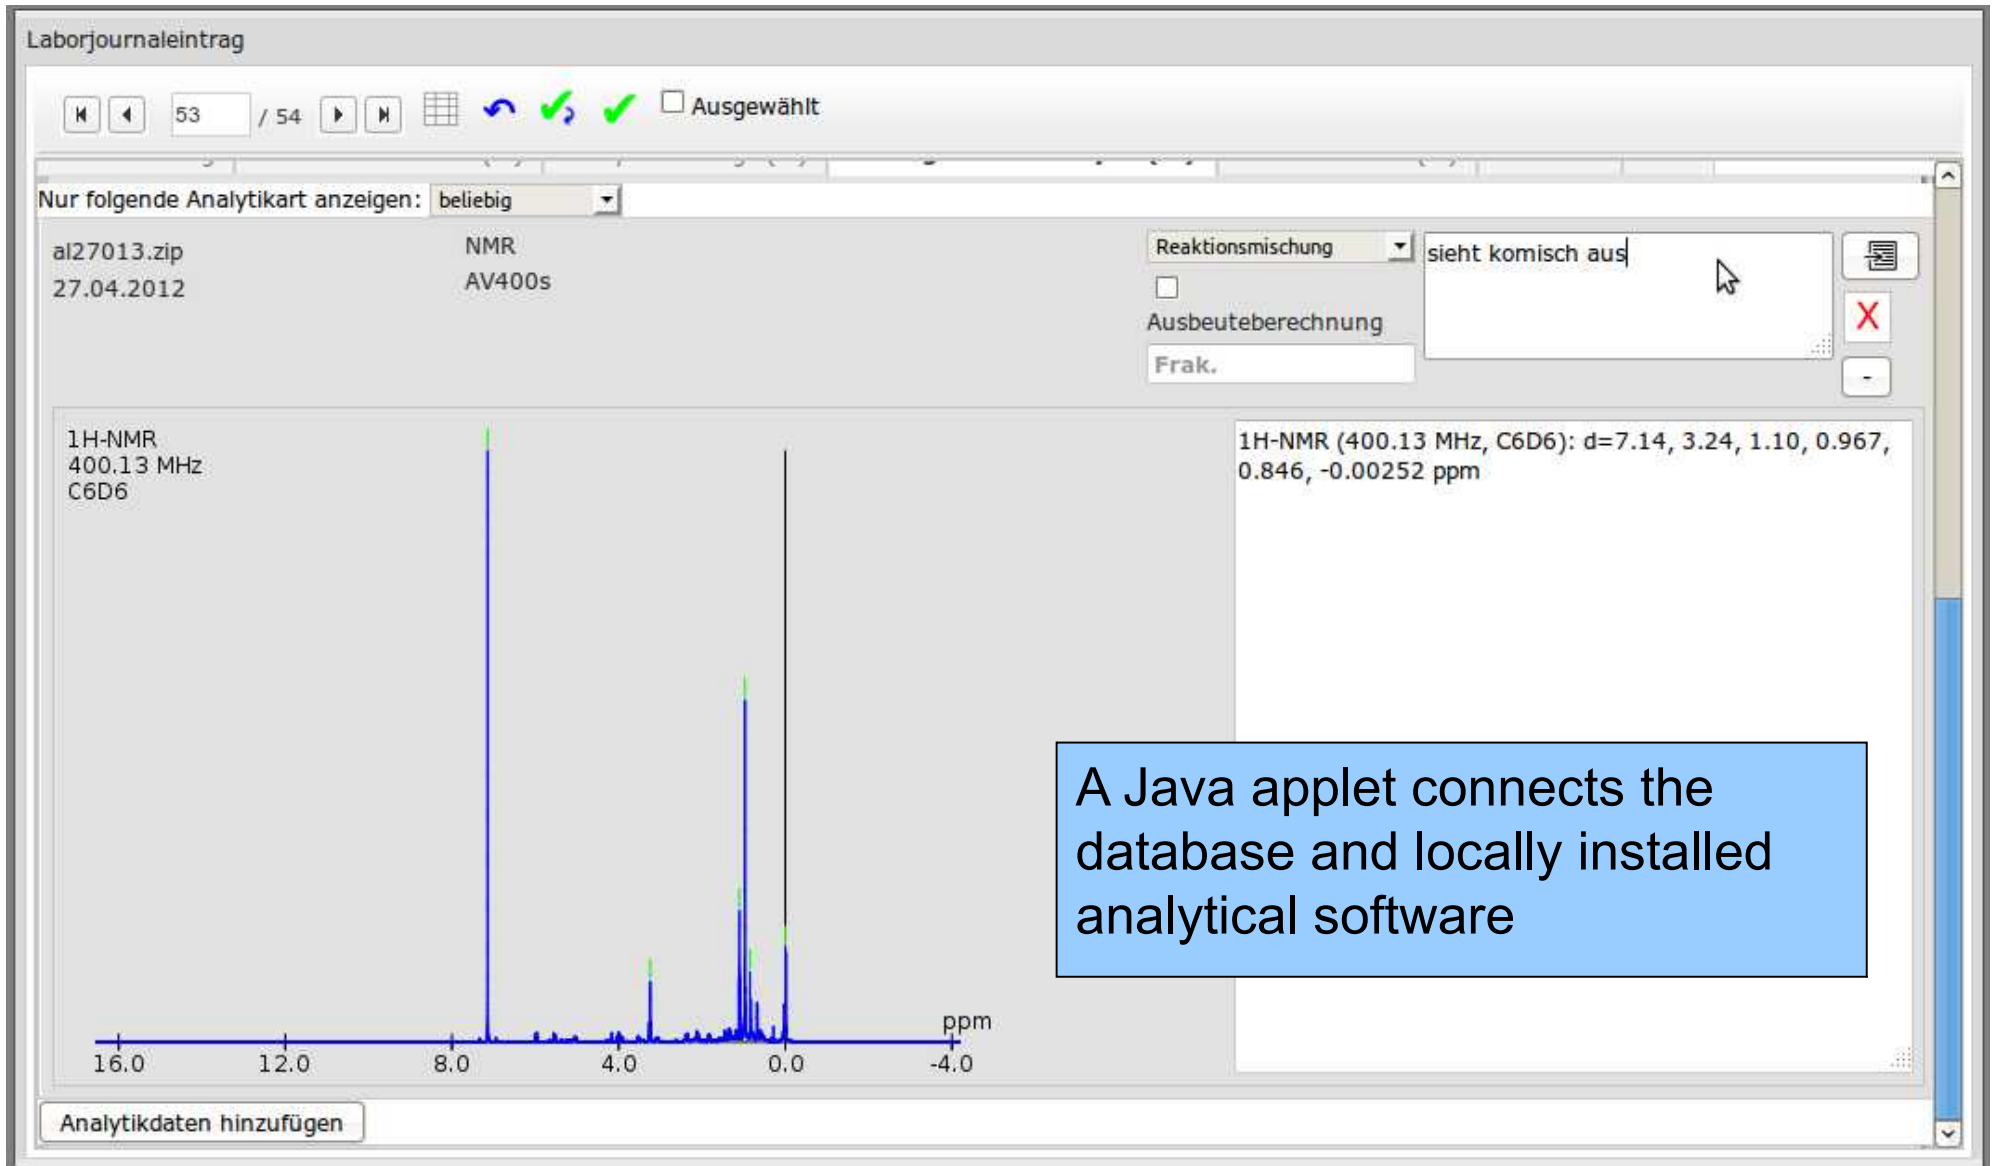 Laborjournaleintrag
53 / 54 Ausgewählt
Nur folgende Analytikart anzeigen: beliebig
al27013.zip NMR Reaktionsmischung sieht komisch aus
27.04.2012 AV400s
X
Ausbeuteberechnung
Frak.
-
1H-NMR
400.13 MHz
C6D6
1H-NMR (400.13 MHz, C6D6): d=7.14, 3.24, 1.10, 0.967,
0.846, -0.00252 ppm
A Java applet connects the
database and locally installed
analytical software
ppm
16.0 12.0 8.0 4.0 0.0 -4.0
Analytikdaten hinzufügen